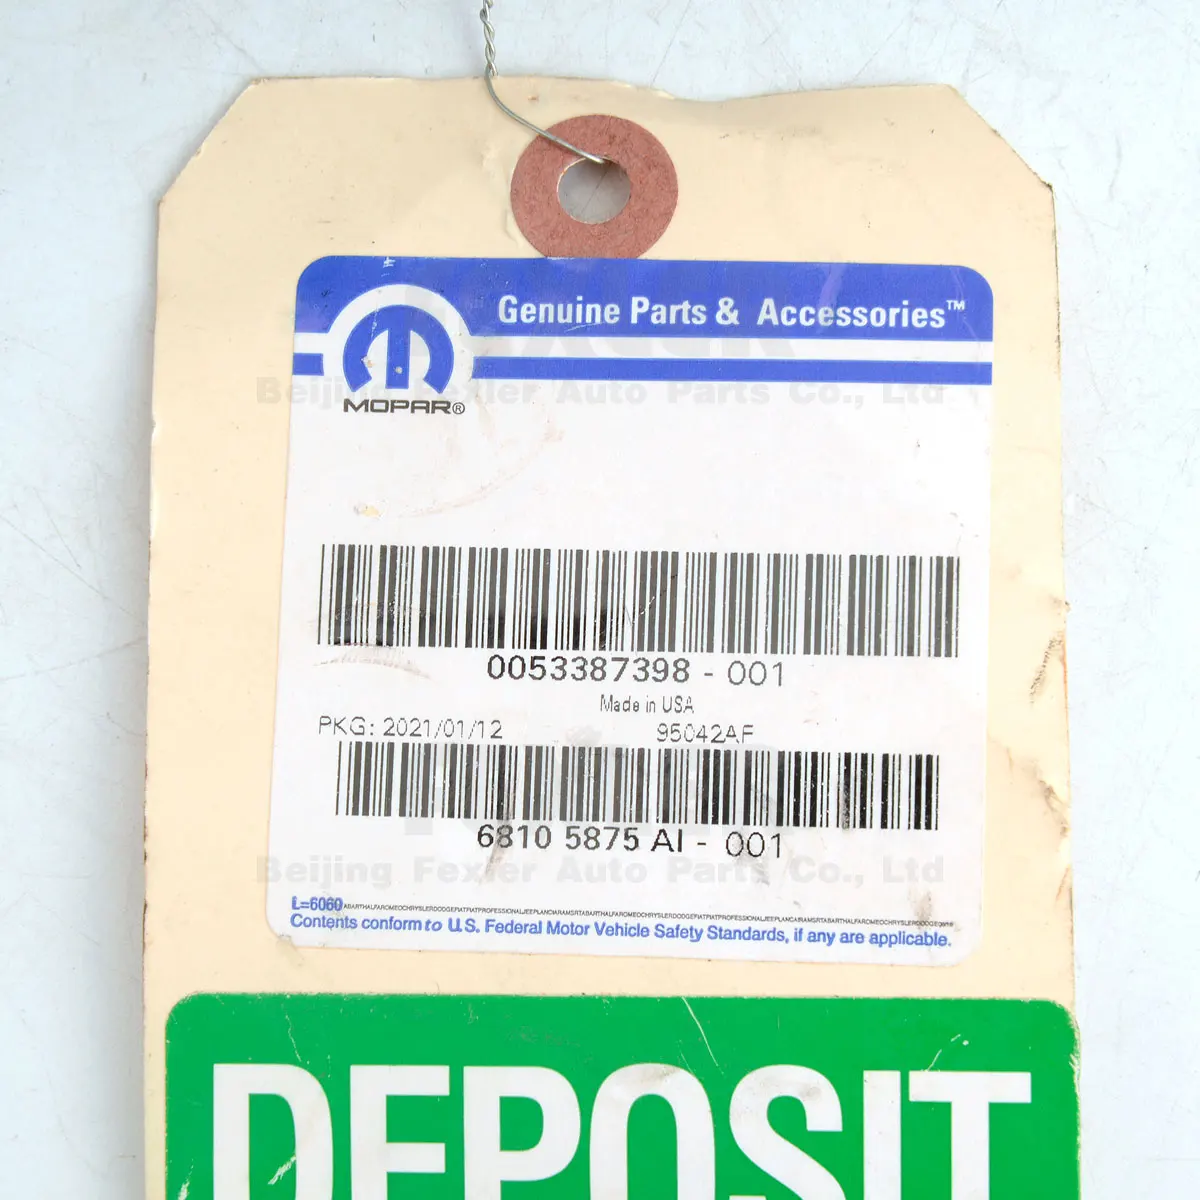 Genuine Parts & Accessories™
Beijing Fexler Auto Parts Co., Ltd
MOPAR®
0053387398 - 001
Made in USA
PKG: 2021/01/12 95042AF
6810 5875 AI - 001
Beijing Fexler Auto Parts Co., Ltd
L=6060
Contents conform to U.S. Federal Motor Vehicle Safety Standards, if any are applicable.
DEPOSIT